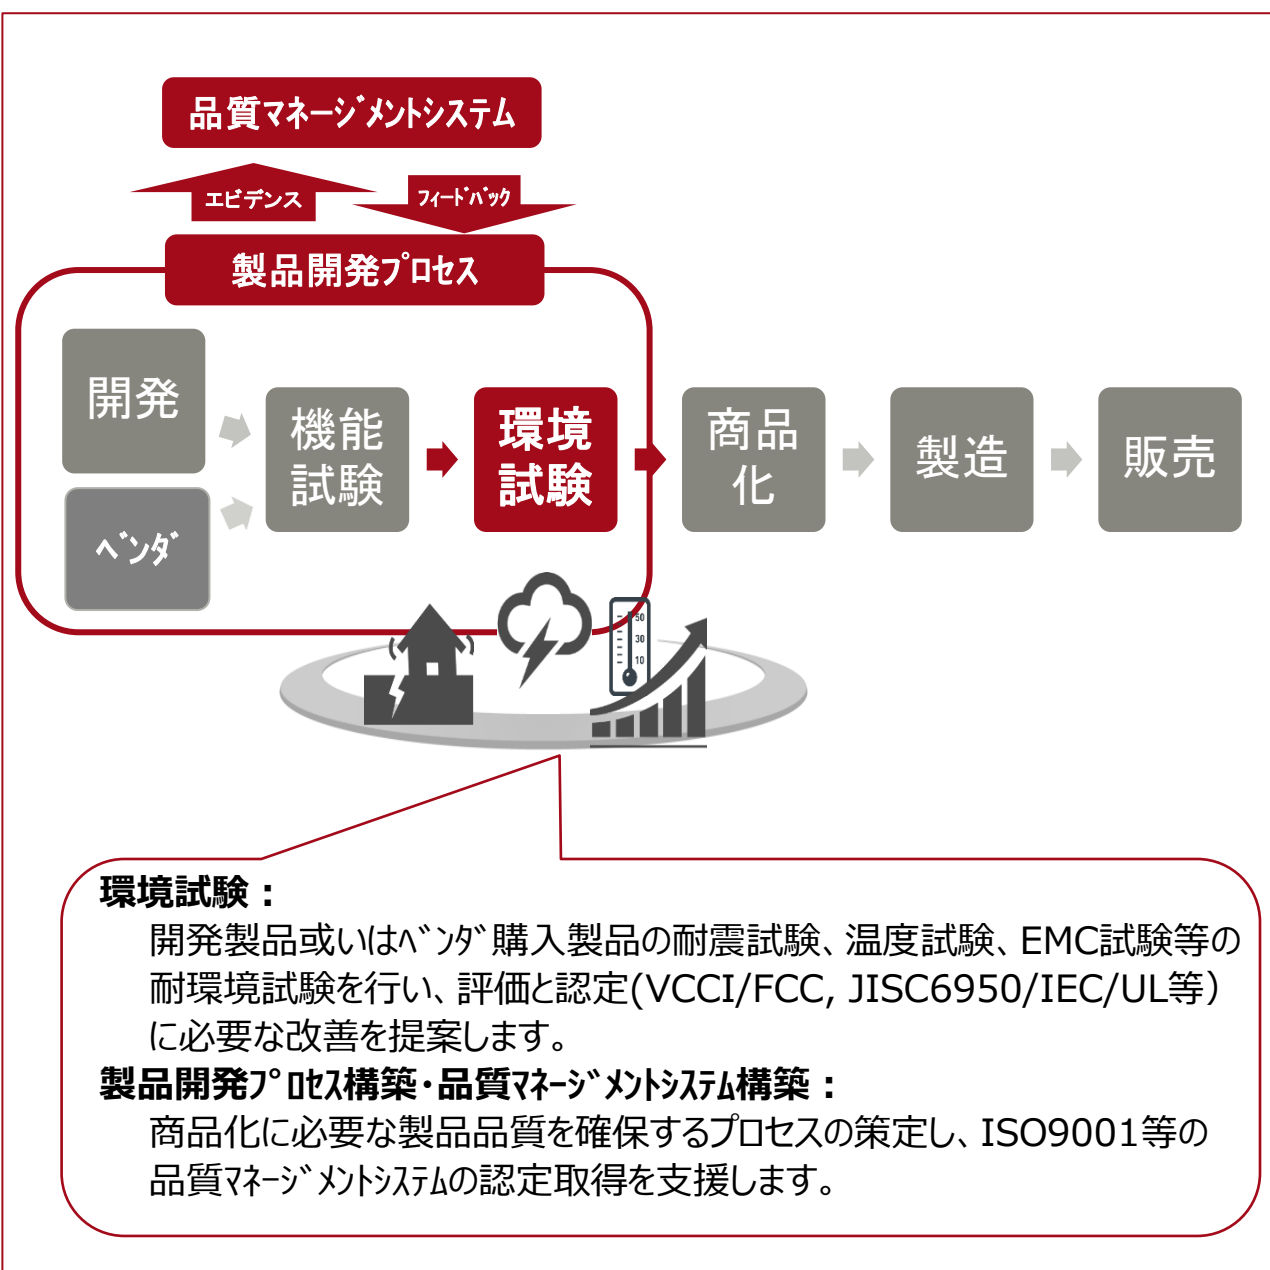 品質ﾏﾈｰｼﾞﾒﾝﾄｼｽﾃﾑ
エビデンス
ﾌｨｰﾄﾞﾊﾞｯｸ
製品開発ﾌﾟﾛｾｽ
開発
ﾍﾞﾝﾀﾞ
機能
試験
環境
試験
商品
化
製造
販売
50
30
10
環境試験：
開発製品或いはﾍﾞﾝﾀﾞ購入製品の耐震試験、温度試験、EMC試験等の
耐環境試験を行い、評価と認定(VCCI/FCC, JISC6950/IEC/UL等）
に必要な改善を提案します。
製品開発ﾌﾟﾛｾｽ構築・品質ﾏﾈｰｼﾞﾒﾝﾄｼｽﾃﾑ構築：
商品化に必要な製品品質を確保するプロセスの策定し、ISO9001等の
品質ﾏﾈｰｼﾞﾒﾝﾄｼｽﾃﾑの認定取得を支援します。